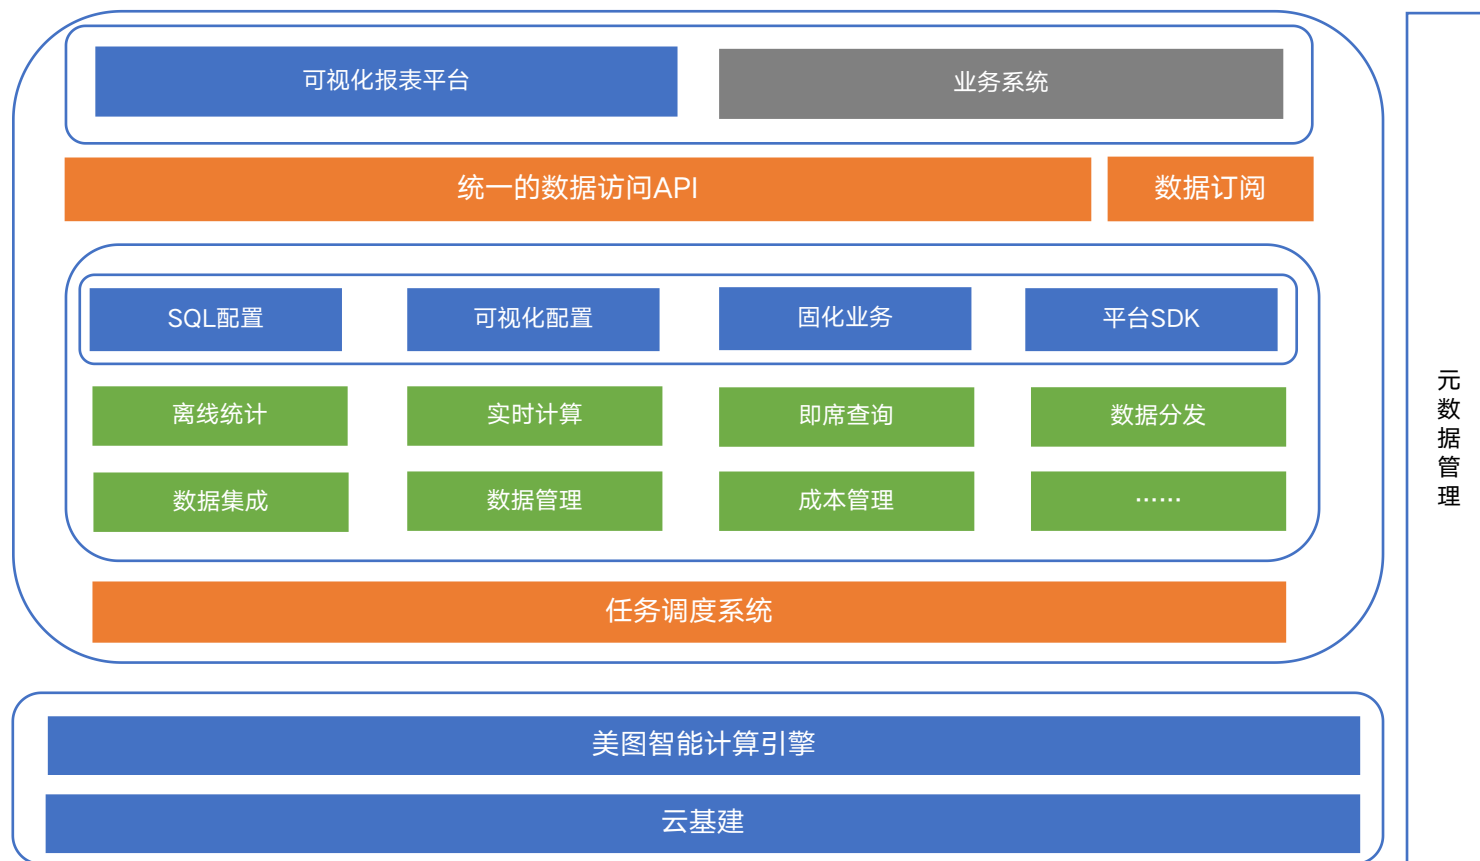 可视化报表平台
业务系统
统一的数据访问API
数据订阅
SQL配置
可视化配置
固化业务
平台SDK
离线统计
实时计算
即席查询
数据分发
数据集成
数据管理
成本管理
……
任务调度系统
美图智能计算引擎
云基建
元数据管理